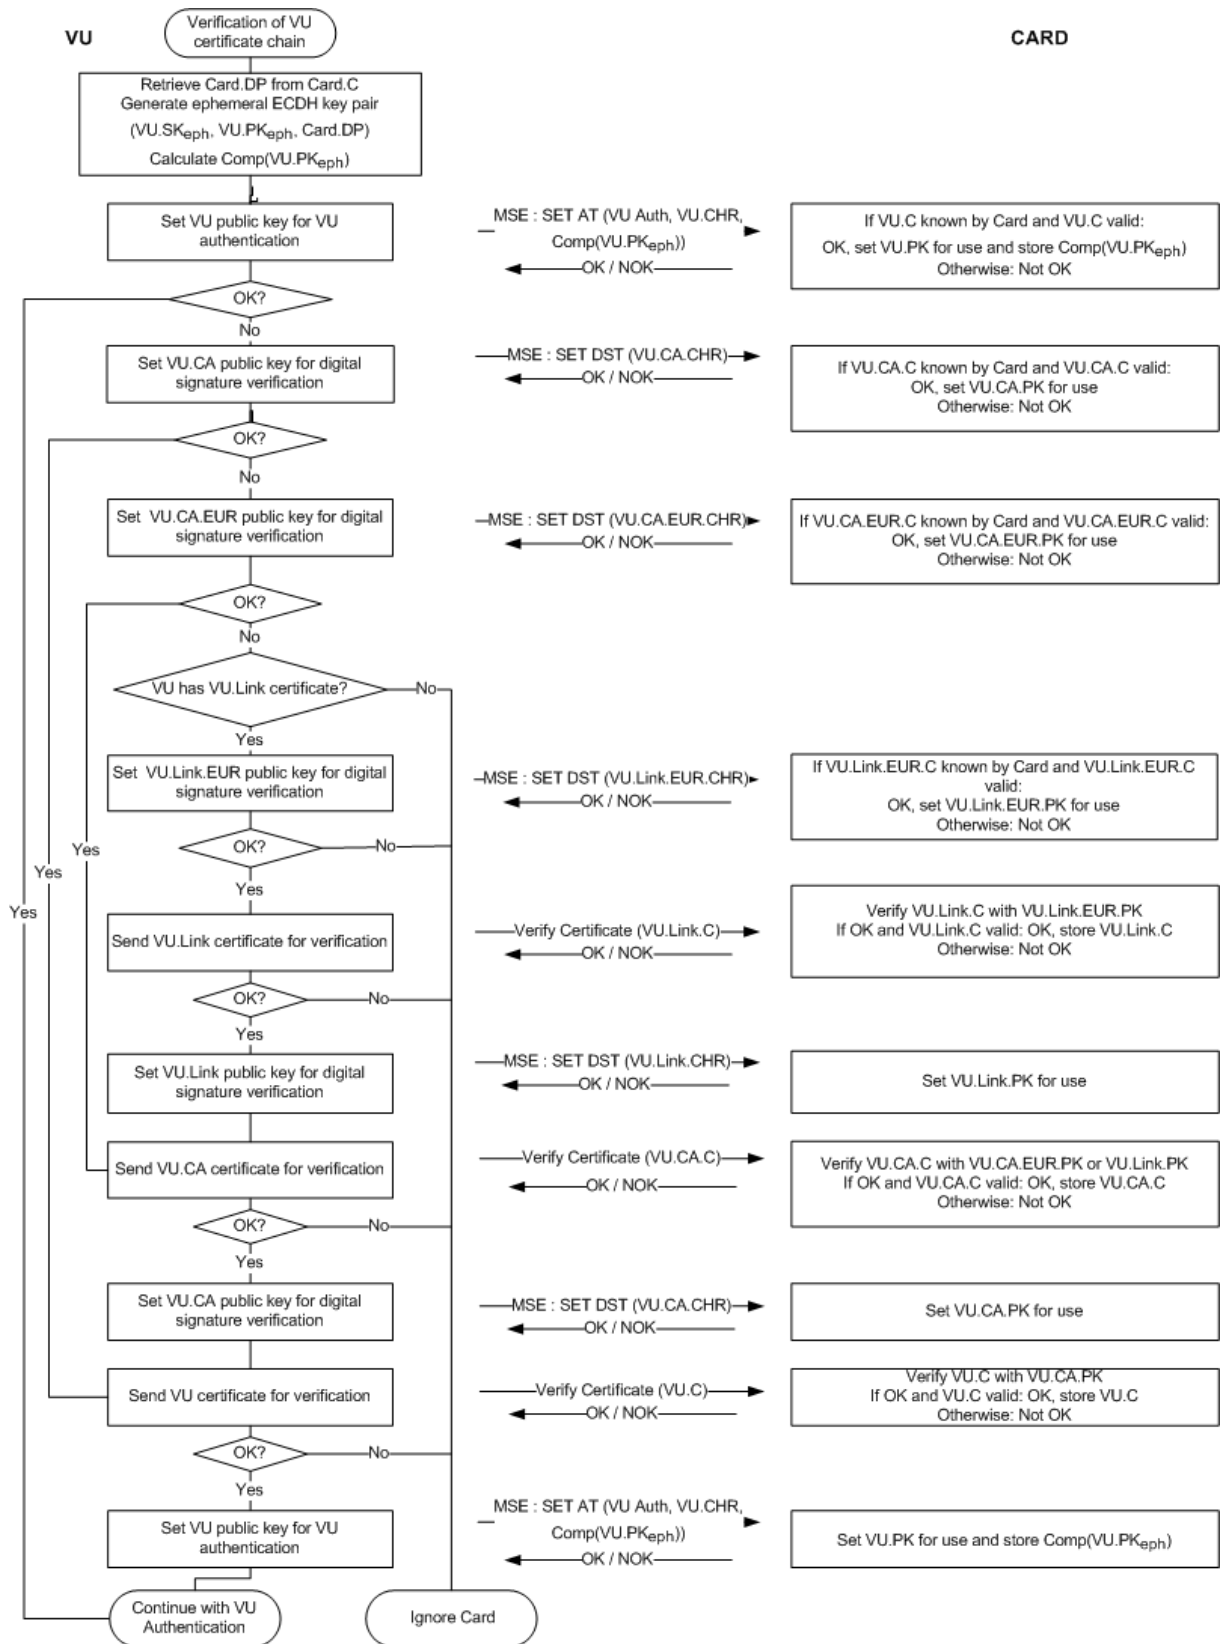 VU
Verification of VU
certificate chain
CARD
Retrieve Card.DP from Card.C
Generate ephemeral ECDH key pair
(VU.SKeph, VU.PKeph, Card.DP)
Calculate Comp(VU.PKeph)
Set VU public key for VU
authentication
MSE : SET AT (VU Auth, VU.CHR,
Comp(VU.PKeph))
OK / NOK
If VU.C known by Card and VU.C valid:
OK, set VU.PK for use and store Comp(VU.PKeph)
Otherwise: Not OK
OK?
No
Set VU.CA public key for digital
signature verification
MSE : SET DST (VU.CA.CHR)
OK / NOK
If VU.CA.C known by Card and VU.CA.C valid:
OK, set VU.CA.PK for use
Otherwise: Not OK
OK?
No
Set VU.CA.EUR public key for digital
signature verification
MSE : SET DST (VU.CA.EUR.CHR)
OK / NOK
If VU.CA.EUR.C known by Card and VU.CA.EUR.C valid:
OK, set VU.CA.EUR.PK for use
Otherwise: Not OK
OK?
No
VU has VU.Link certificate?
No
Yes
Set VU.Link.EUR public key for digital
signature verification
MSE : SET DST (VU.Link.EUR.CHR)
OK / NOK
If VU.Link.EUR.C known by Card and VU.Link.EUR.C
valid:
OK, set VU.Link.EUR.PK for use
Otherwise: Not OK
OK?
No
Yes
Yes
Yes
Yes
Send VU.Link certificate for verification
Verify Certificate (VU.Link.C)
OK / NOK
Verify VU.Link.C with VU.Link.EUR.PK
If OK and VU.Link.C valid: OK, store VU.Link.C
Otherwise: Not OK
OK?
No
Yes
Set VU.Link public key for digital
signature verification
MSE : SET DST (VU.Link.CHR)
OK / NOK
Set VU.Link.PK for use
Send VU.CA certificate for verification
Verify Certificate (VU.CA.C)
OK / NOK
Verify VU.CA.C with VU.CA.EUR.PK or VU.Link.PK
If OK and VU.CA.C valid: OK, store VU.CA.C
Otherwise: Not OK
OK?
No
Yes
Set VU.CA public key for digital
signature verification
MSE : SET DST (VU.CA.CHR)
OK / NOK
Set VU.CA.PK for use
Send VU certificate for verification
Verify Certificate (VU.C)
OK / NOK
Verify VU.C with VU.CA.PK
If OK and VU.C valid: OK, store VU.C
Otherwise: Not OK
OK?
No
Yes
Set VU public key for VU
authentication
MSE : SET AT (VU Auth, VU.CHR,
Comp(VU.PKeph))
OK / NOK
Set VU.PK for use and store Comp(VU.PKeph)
Continue with VU
Authentication
Ignore Card